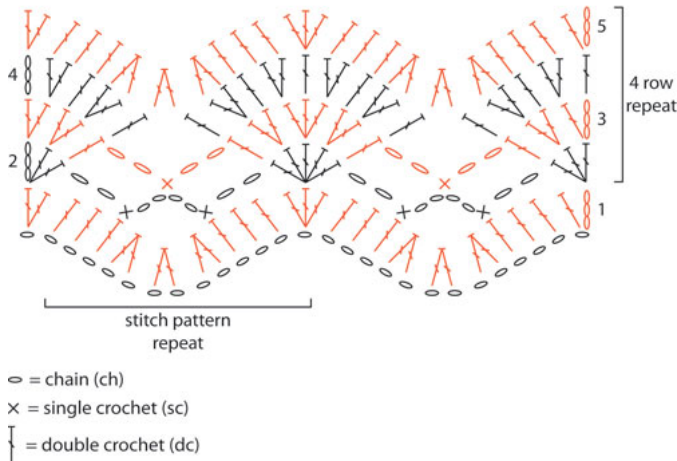 5
4
4 row
repeat
3
2
1
stitch pattern
repeat
= chain (ch)
= single crochet (sc)
= double crochet (dc)